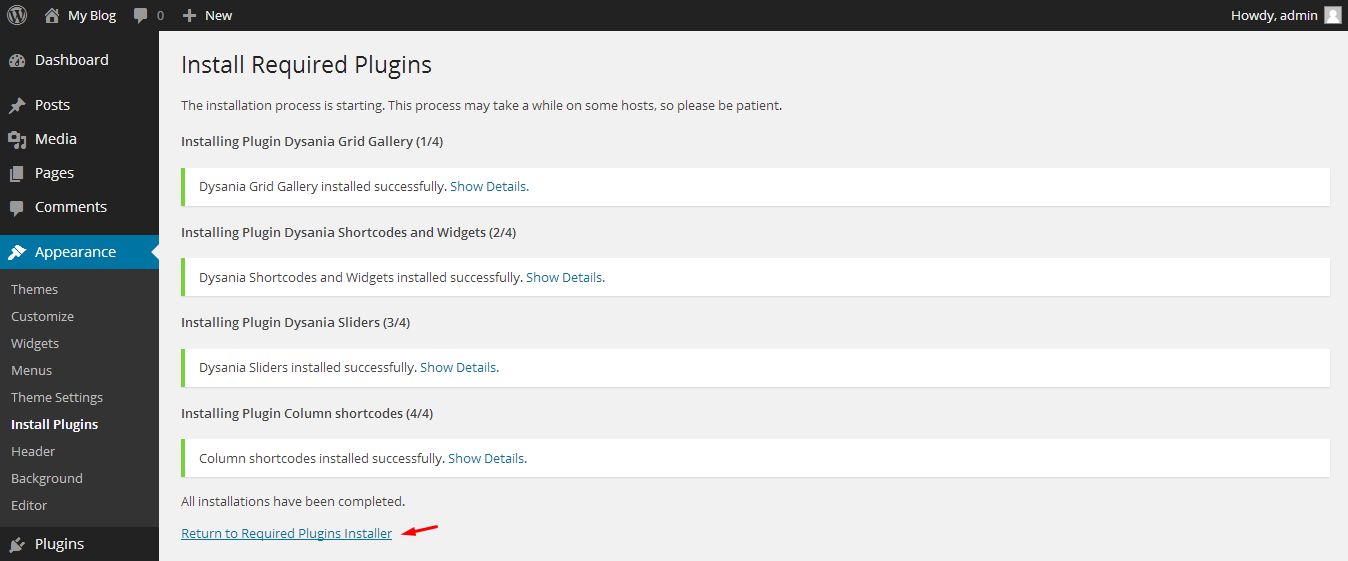 My Blog 0 New Howdy, admin
Dashboard
Posts
Media
Pages
Comments
Appearance
Themes
Customize
Widgets
Menus
Theme Settings
Install Plugins
Header
Background
Editor
Plugins
Install Required Plugins
The installation process is starting. This process may take a while on some hosts, so please be patient.
Installing Plugin Dysania Grid Gallery (1/4)
Dysania Grid Gallery installed successfully. Show Details.
Installing Plugin Dysania Shortcodes and Widgets (2/4)
Dysania Shortcodes and Widgets installed successfully. Show Details.
Installing Plugin Dysania Sliders (3/4)
Dysania Sliders installed successfully. Show Details.
Installing Plugin Column shortcodes (4/4)
Column shortcodes installed successfully. Show Details.
All installations have been completed.
Return to Required Plugins Installer